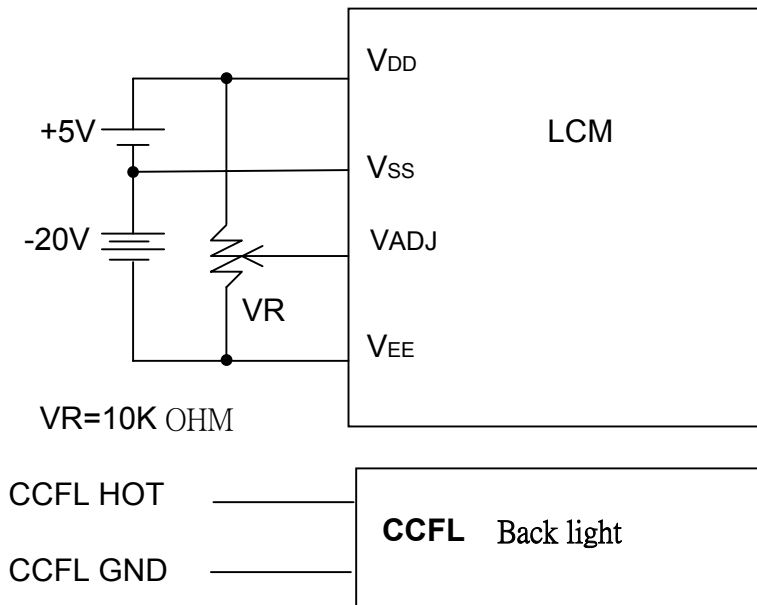 VDD
+5V
LCM
VSS
-20V
VADJ
VR
VEE
VR=10K OHM
CCFL HOT
CCFL Back light
CCFL GND